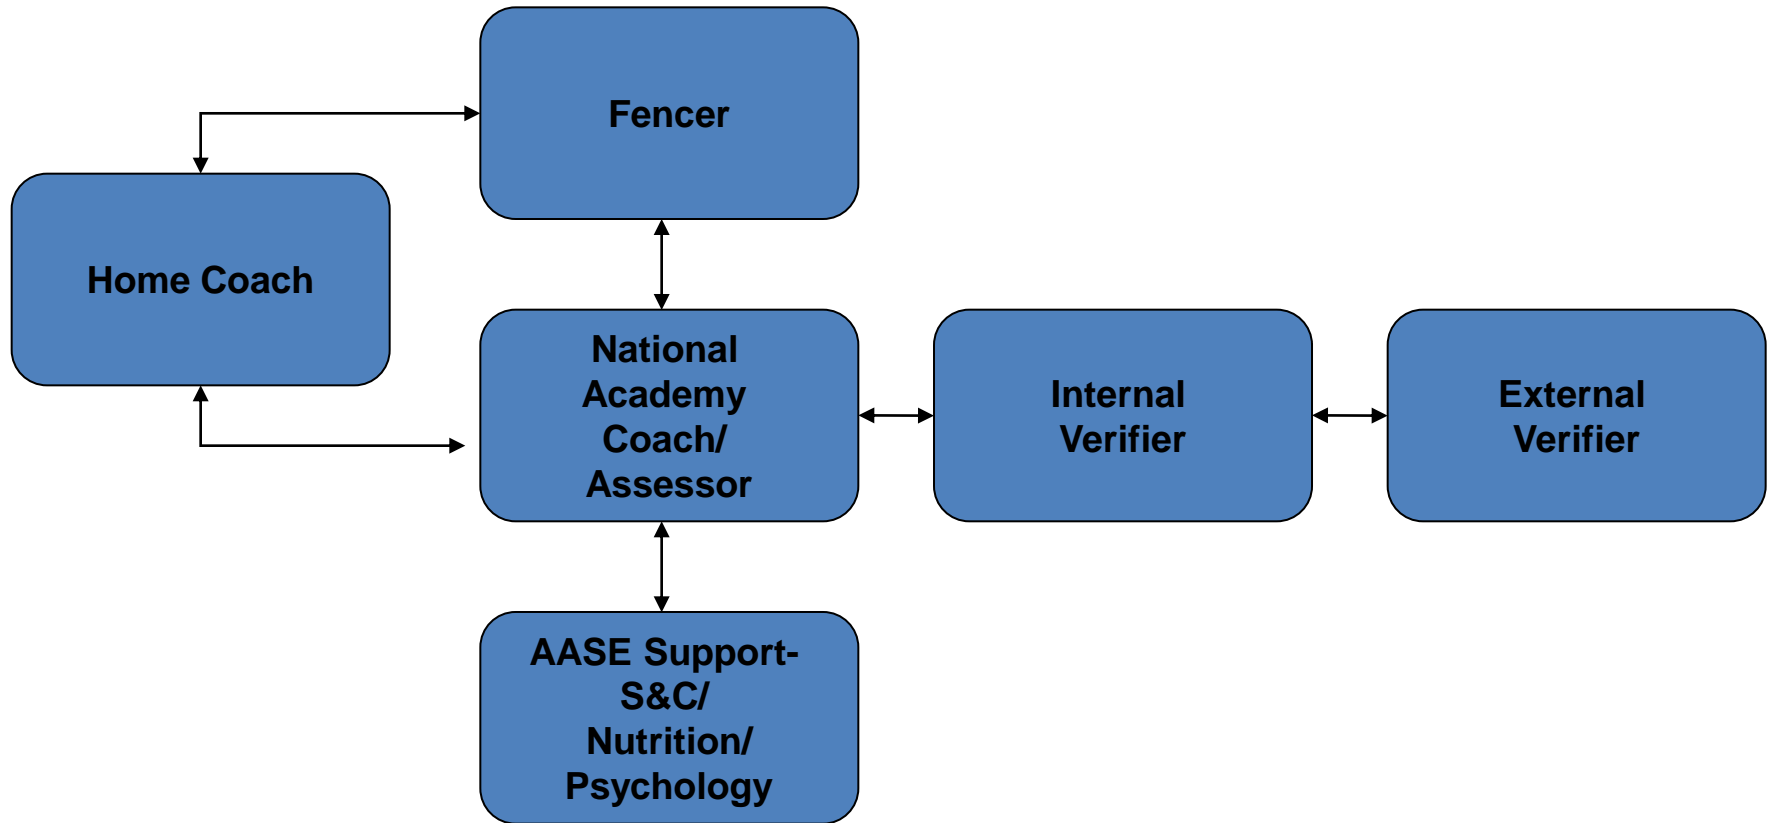 Fencer
Home Coach
National
Academy
Coach/
Assessor
Internal
Verifier
External
Verifier
AASE Support-
S&C/
Nutrition/
Psychology